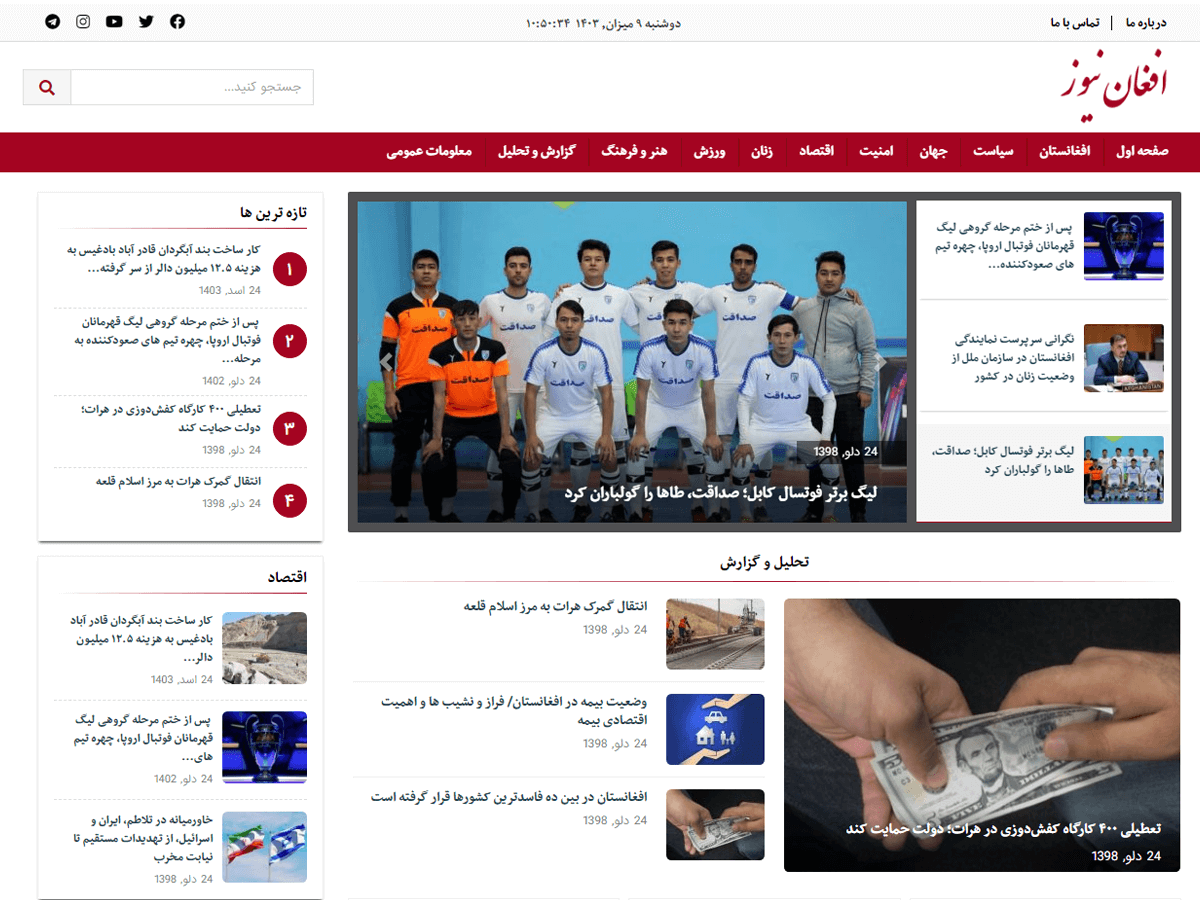 درباره ما
تماس با ما
دوشنبه ۹ میزان, ۱۴۰۳ ۱۰:۵۰:۳۴
افغان نیوز
جستجو کنید...
صفحه اول
افغانستان
سیاست
جهان
امنیت
اقتصاد
زنان
ورزش
هنر و فرهنگ
گزارش و تحلیل
معلومات عمومی
پس از ختم مرحله گروهی لیگ
قهرمانان فوتبال اروپا، چهره تیم
های صعودکننده...
نگرانی سرپرست نمایندگی
افغانستان در سازمان ملل از
وضعیت زنان در کشور
AFGHANISTAN
لیگ برتر فوتسال کابل؛ صداقت،
طاها را گولباران کرد
صداقت
صداقت
صداقت
صداقت
صداقت
صداقت
صداقت
24 دلو, 1398
لیگ برتر فوتسال کابل؛ صداقت، طاها را گولباران کرد
تازه ترین ها
۱
کار ساخت بند آبگردان قادر آباد بادغیس به
هزینه ۱۲.۵ میلیون دالر از سر گرفته...
24 اسد, 1403
۲
پس از ختم مرحله گروهی لیگ قهرمانان
فوتبال اروپا، چهره تیم های صعودکننده به
مرحله...
24 دلو, 1402
۳
تعطیلی ۴۰۰ کارگاه کفش‌دوزی در هرات؛
دولت حمایت کند
24 دلو, 1398
۴
انتقال گمرک هرات به مرز اسلام قلعه
24 دلو, 1398
تحلیل و گزارش
تعطیلی ۴۰۰ کارگاه کفش‌دوزی در هرات؛ دولت حمایت کند
24 دلو, 1398
انتقال گمرک هرات به مرز اسلام قلعه
24 دلو, 1398
وضعیت بیمه در افغانستان/ فراز و نشیب ها و اهمیت
اقتصادی بیمه
24 دلو, 1398
افغانستان در بین ده فاسدترین کشورها قرار گرفته است
24 دلو, 1398
اقتصاد
کار ساخت بند آبگردان قادر آباد
بادغیس به هزینه ۱۲.۵ میلیون
دالر...
24 اسد, 1403
پس از ختم مرحله گروهی لیگ
قهرمانان فوتبال اروپا، چهره تیم
های...
24 دلو, 1402
خاورمیانه در تلاطم، ایران و
اسرائیل، از تهدیدات مستقیم تا
نیابت مخرب
24 دلو, 1398